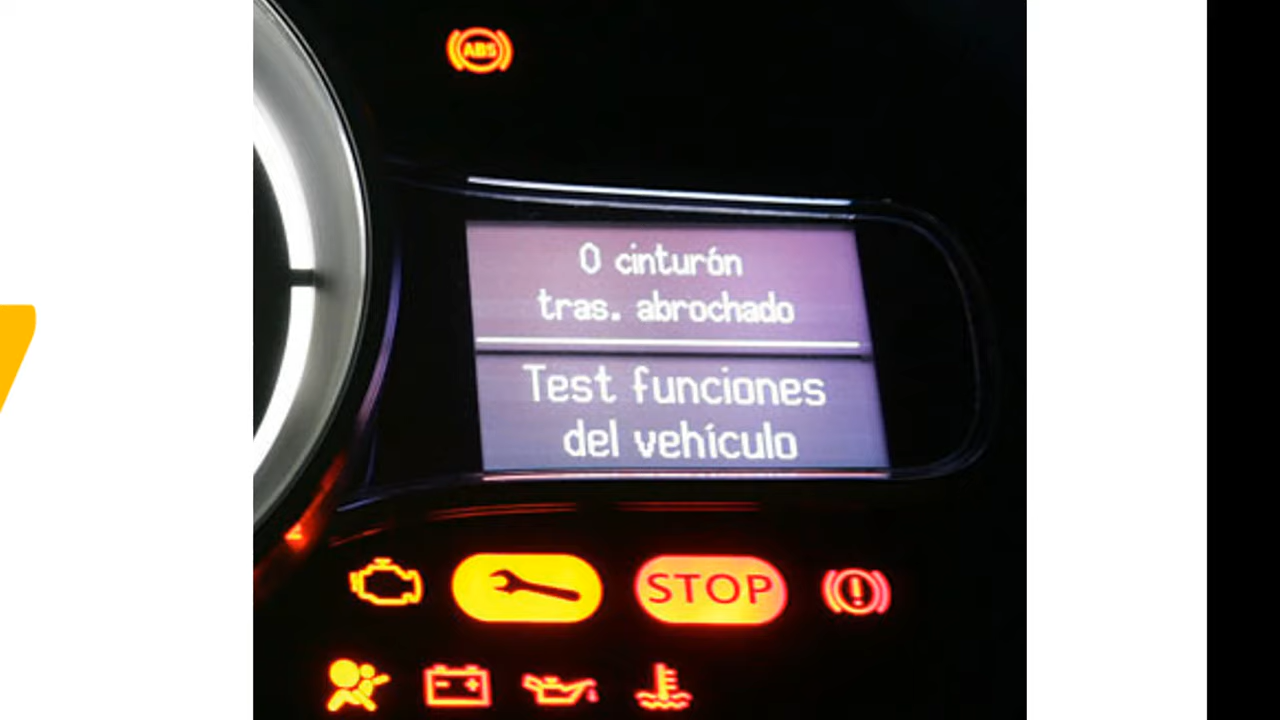 ABS
0 cinturón
tras. abrochado
Test funciones
del vehículo
STOP